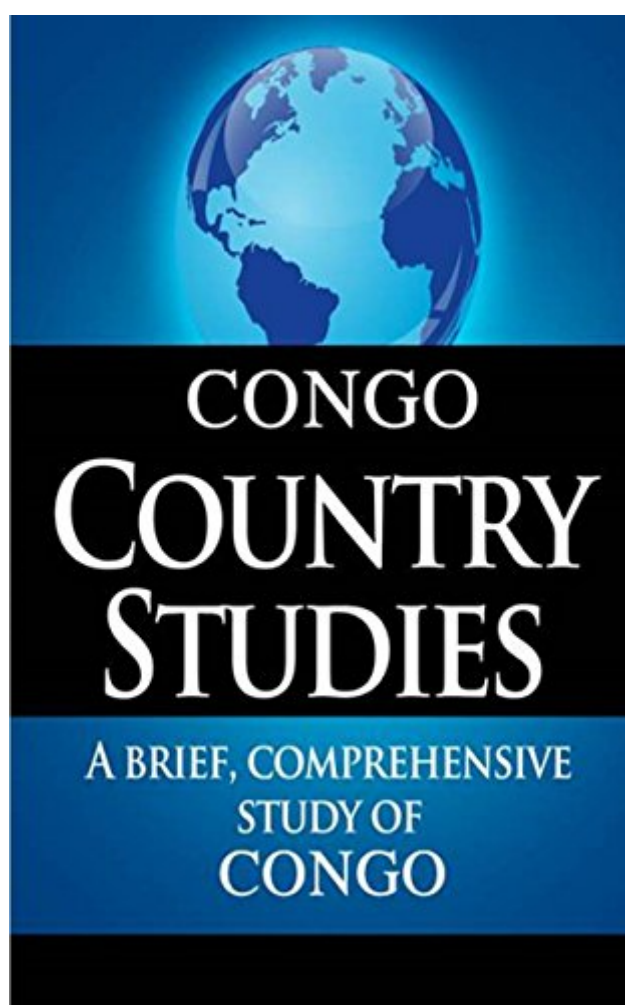 CONGO
COUNTRY
STUDIES
A BRIEF, COMPREHENSIVE
STUDY OF
CONGO